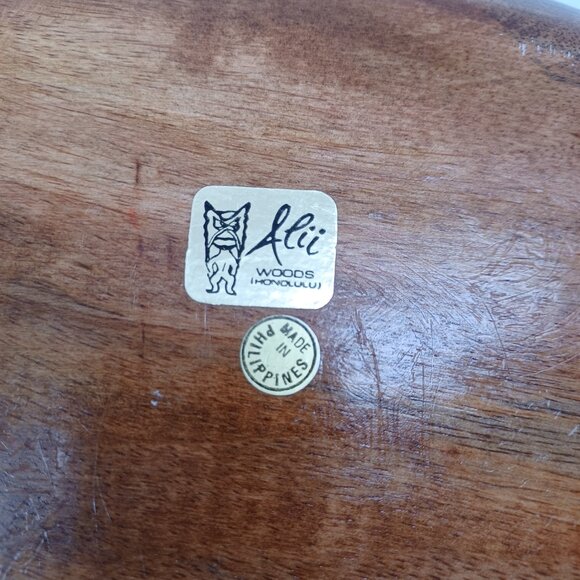 Alii
WOODS
(HONOLULU)
MADE
IN
PHILIPPINES